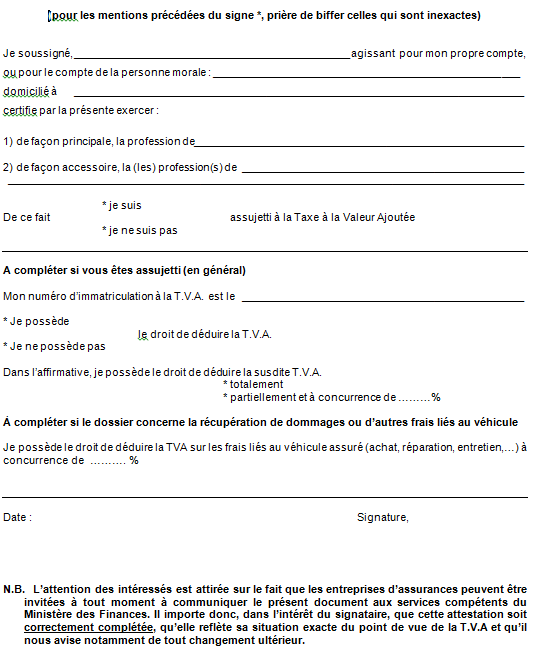 (pour les mentions précédées du signe *, prière de biffer celles qui sont inexactes)
Je soussigné, agissant pour mon propre compte,
ou pour le compte de la personne morale :
domicilié à
certifie par la présente exercer :
1) de façon principale, la profession de
2) de façon accessoire, la (les) profession(s) de
* je suis
De ce fait assujetti à la Taxe à la Valeur Ajoutée
* je ne suis pas
A compléter si vous êtes assujetti (en général)
Mon numéro d'immatriculation à la T.V.A. est le
* Je possède
le droit de déduire la T.V.A.
* Je ne possède pas
Dans l'affirmative, je possède le droit de déduire la susdite T.V.A.
* totalement
* partiellement et à concurrence de ………%
À compléter si le dossier concerne la récupération de dommages ou d'autres frais liés au véhicule
Je possède le droit de déduire la TVA sur les frais liés au véhicule assuré (achat, réparation, entretien,…) à
concurrence de ………. %
Date : Signature,
N.B. L'attention des intéressés est attirée sur le fait que les entreprises d'assurances peuvent être
invitées à tout moment à communiquer le présent document aux services compétents du
Ministère des Finances. Il importe donc, dans l'intérêt du signataire, que cette attestation soit
correctement complétée, qu'elle reflète sa situation exacte du point de vue de la T.V.A et qu'il
nous avise notamment de tout changement ultérieur.